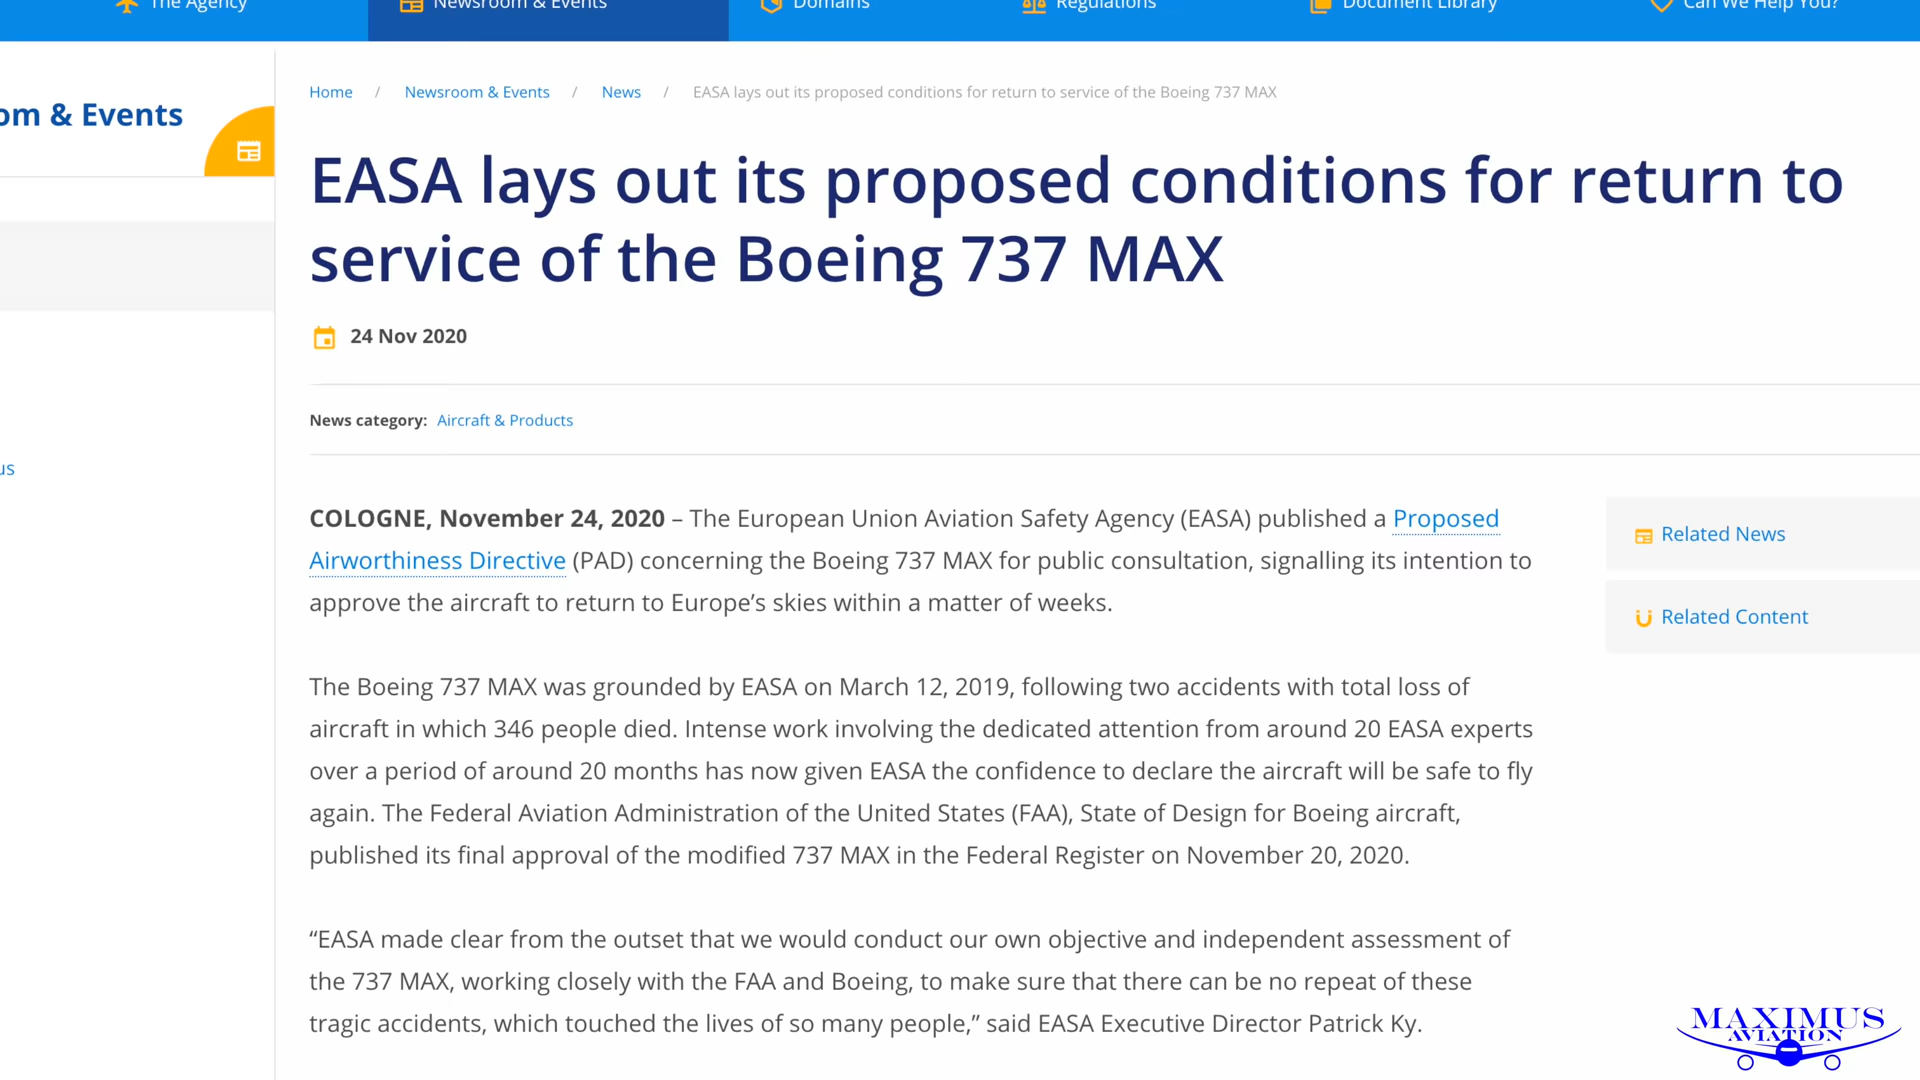 The Agency
Newsroom & Events
Domains
Regulations
Document Library
Can We Help You?
om & Events
Home / Newsroom & Events / News / EASA lays out its proposed conditions for return to service of the Boeing 737 MAX
EASA lays out its proposed conditions for return to
service of the Boeing 737 MAX
24 Nov 2020
News category: Aircraft & Products
us
COLOGNE, November 24, 2020 – The European Union Aviation Safety Agency (EASA) published a Proposed
Airworthiness Directive (PAD) concerning the Boeing 737 MAX for public consultation, signalling its intention to
approve the aircraft to return to Europe’s skies within a matter of weeks.
The Boeing 737 MAX was grounded by EASA on March 12, 2019, following two accidents with total loss of
aircraft in which 346 people died. Intense work involving the dedicated attention from around 20 EASA experts
over a period of around 20 months has now given EASA the confidence to declare the aircraft will be safe to fly
again. The Federal Aviation Administration of the United States (FAA), State of Design for Boeing aircraft,
published its final approval of the modified 737 MAX in the Federal Register on November 20, 2020.
“EASA made clear from the outset that we would conduct our own objective and independent assessment of
the 737 MAX, working closely with the FAA and Boeing, to make sure that there can be no repeat of these
tragic accidents, which touched the lives of so many people,” said EASA Executive Director Patrick Ky.
Related News
Related Content
MAXIMUS
AVIATION